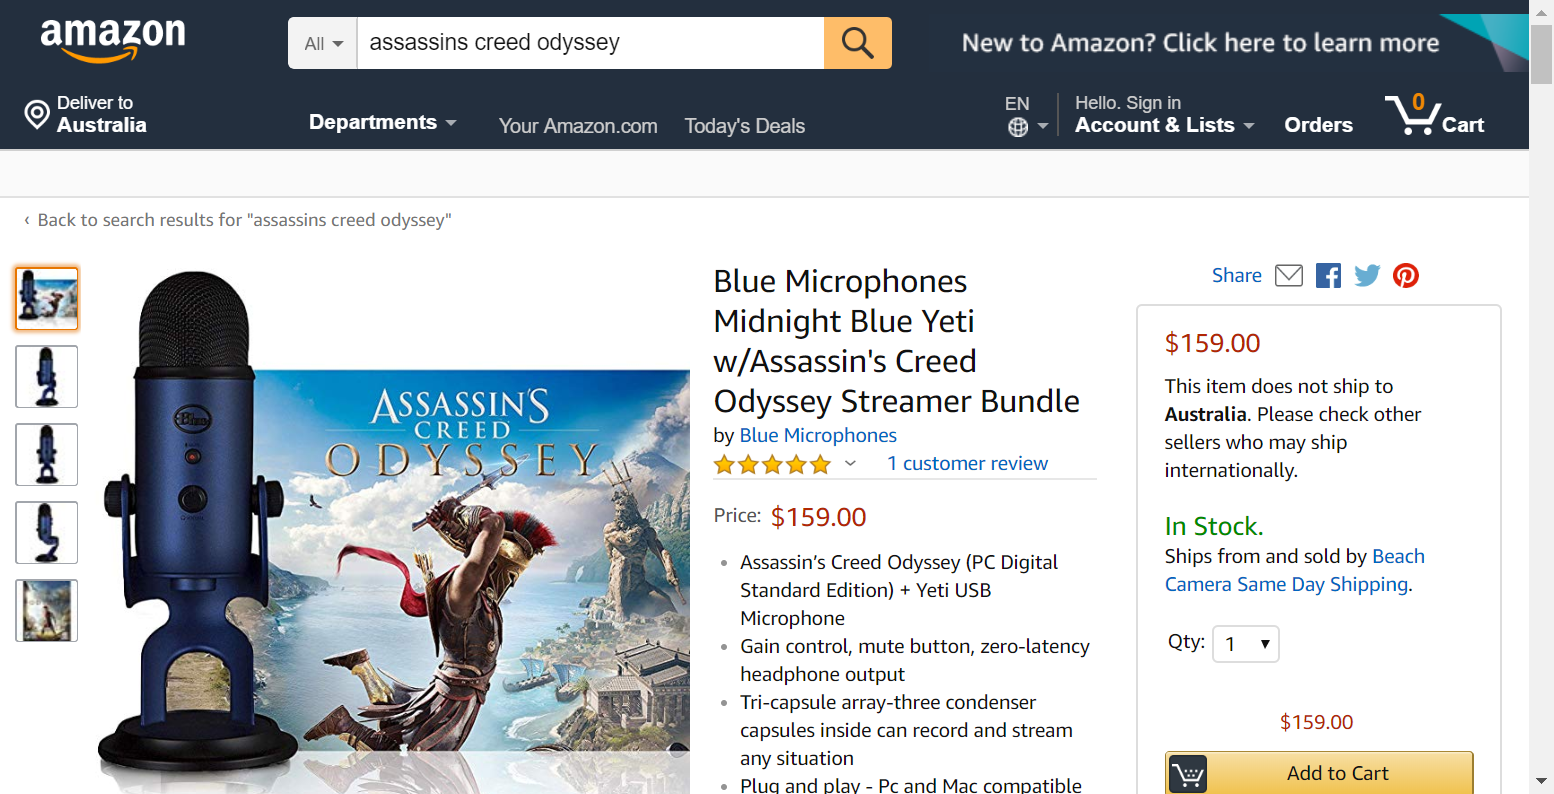 amazon
All
assassins creed odyssey
New to Amazon? Click here to learn more
Deliver to
Australia
Departments
Your Amazon.com
Today's Deals
EN
Hello. Sign in
Account & Lists
Orders
0
Cart
‹ Back to search results for "assassins creed odyssey"
Blue
ASSASSIN'S
CREED
ODYSSEY
Blue Microphones
Midnight Blue Yeti
w/Assassin's Creed
Odyssey Streamer Bundle
by Blue Microphones
1 customer review
Price: $159.00
• Assassin’s Creed Odyssey (PC Digital
Standard Edition) + Yeti USB
Microphone
• Gain control, mute button, zero-latency
headphone output
• Tri-capsule array-three condenser
capsules inside can record and stream
any situation
• Plug and play - Pc and Mac compatible
Share
$159.00
This item does not ship to
Australia. Please check other
sellers who may ship
internationally.
In Stock.
Ships from and sold by Beach
Camera Same Day Shipping.
Qty: 1
$159.00
Add to Cart